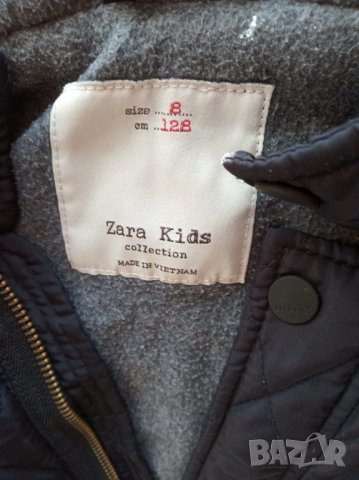 size ....8....
cm ..128
Zara Kids
collection
MADE IN VIETNAM
BAZAR